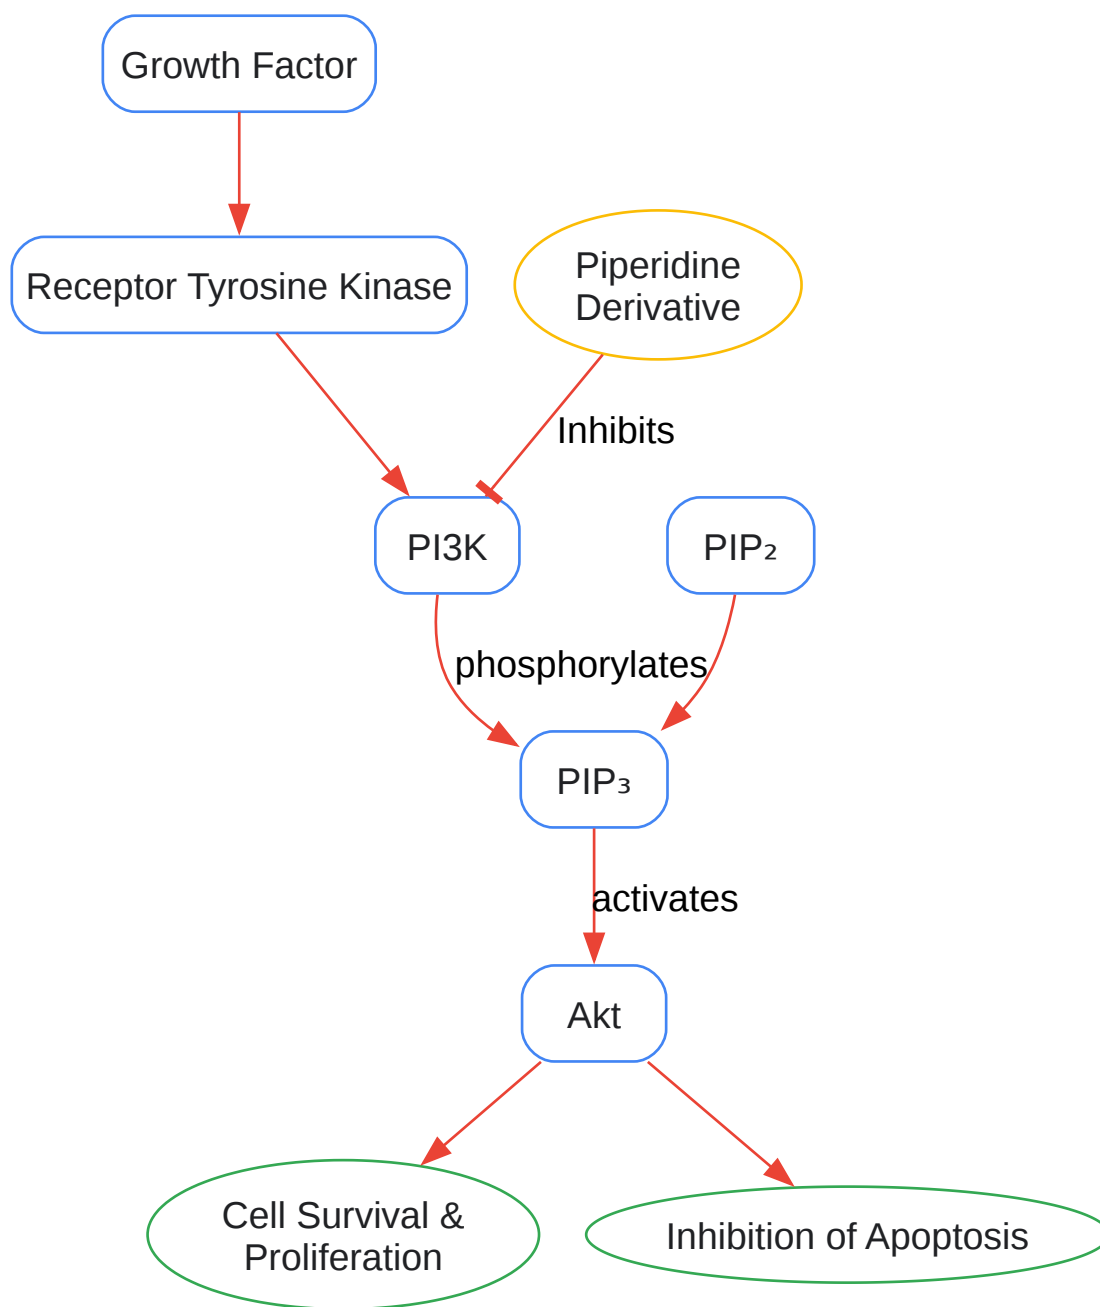 Growth Factor
Receptor Tyrosine Kinase
Piperidine
Derivative
Inhibits
PI3K
PIP₂
phosphorylates
PIP₃
activates
Akt
Cell Survival &
Proliferation
Inhibition of Apoptosis